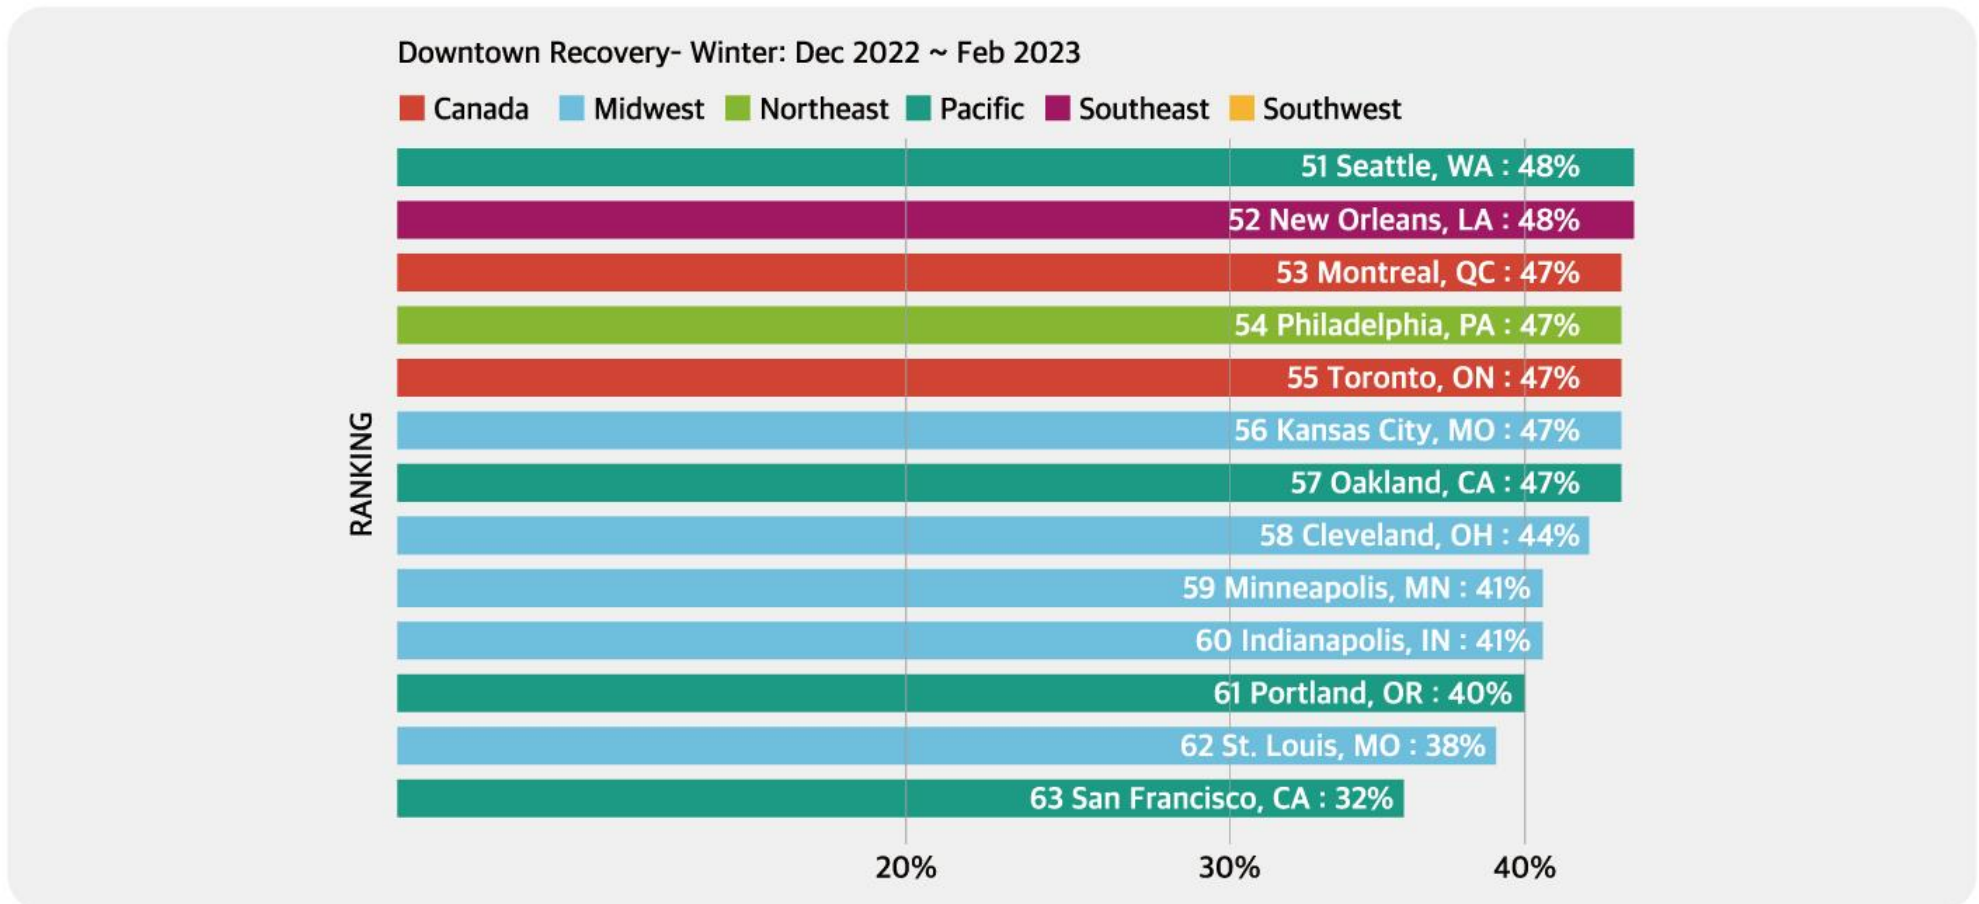 Downtown Recovery- Winter: Dec 2022 ~ Feb 2023
Canada Midwest Northeast Pacific Southeast Southwest
51 Seattle, WA : 48%
52 New Orleans, LA : 48%
53 Montreal, QC : 47%
54 Philadelphia, PA : 47%
55 Toronto, ON : 47%
56 Kansas City, MO : 47%
57 Oakland, CA : 47%
58 Cleveland, OH : 44%
59 Minneapolis, MN : 41%
60 Indianapolis, IN : 41%
61 Portland, OR : 40%
62 St. Louis, MO : 38%
63 San Francisco, CA : 32%
RANKING
20% 30% 40%